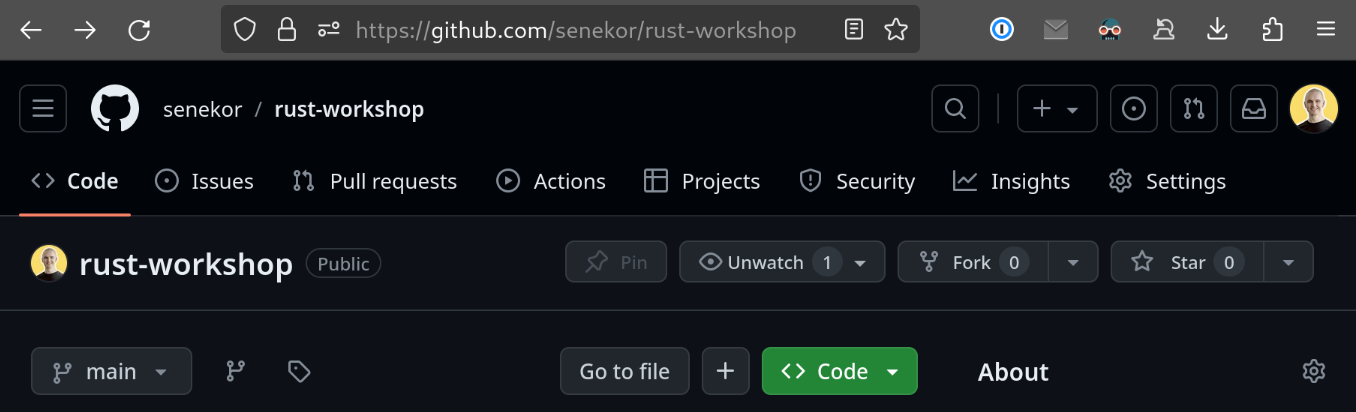 https://github.com/senekor/rust-workshop
senekor / rust-workshop
Code Issues Pull requests Actions Projects Security Insights Settings
rust-workshop Public Pin Unwatch 1 Fork 0 Star 0
main Go to file + Code About